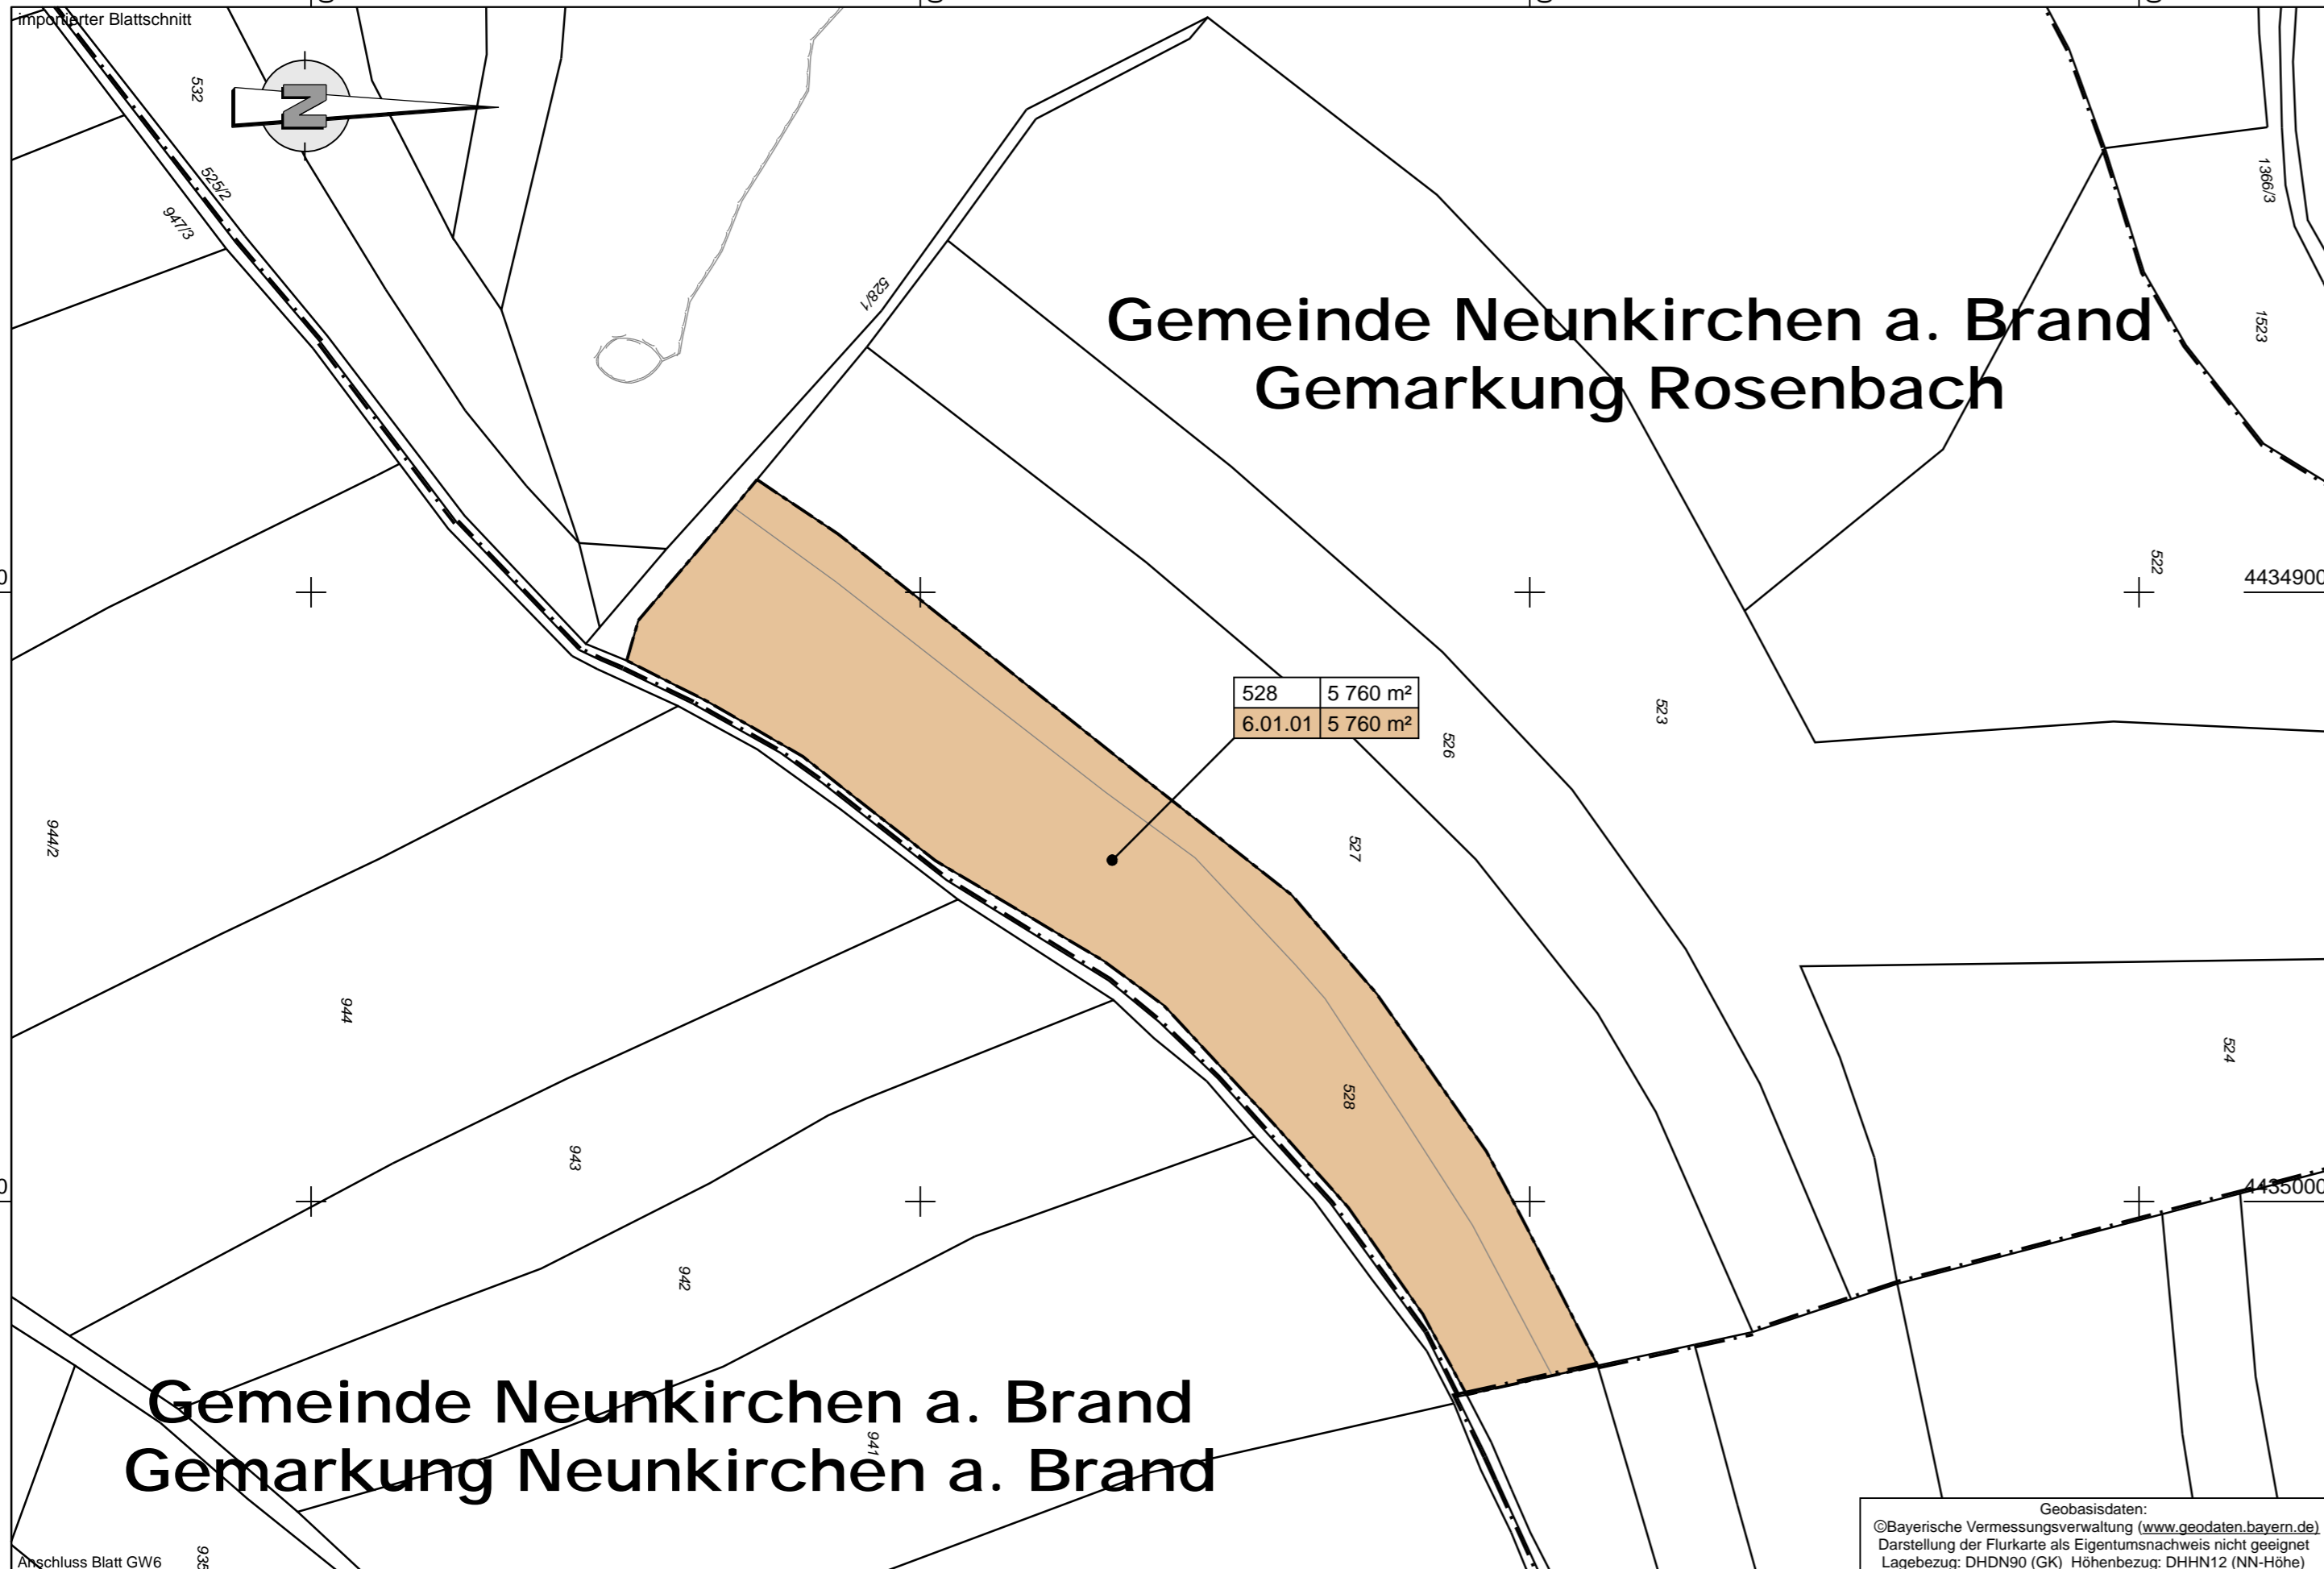 importierter Blattschnitt
N
532
525/2
947/3
528/1
1366/3
1523
Gemeinde Neunkirchen a. Brand
Gemarkung Rosenbach
522
4434900
528 5 760 m²
6.01.01 5 760 m²
523
526
527
944/2
944
943
942
941
528
524
4435000
Gemeinde Neunkirchen a. Brand
Gemarkung Neunkirchen a. Brand
935
Anschluss Blatt GW6
Geobasisdaten:
©Bayerische Vermessungsverwaltung (www.geodaten.bayern.de)
Darstellung der Flurkarte als Eigentumsnachweis nicht geeignet
Lagebezug: DHDN90 (GK) Höhenbezug: DHHN12 (NN-Höhe)